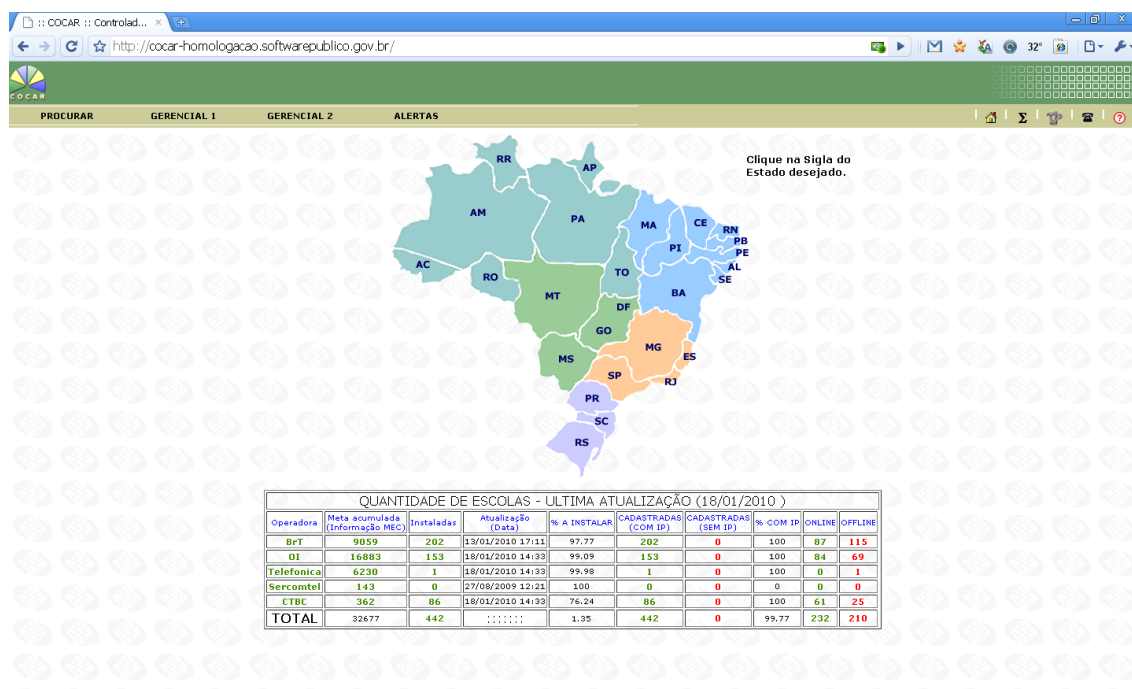 :: COCAR :: Controlad...
http://cocar-homologacao.softwarepublico.gov.br/
32°
COCAR
PROCURAR GERENCIAL 1 GERENCIAL 2 ALERTAS
Σ ?
Clique na Sigla do
Estado desejado.
RR
AP
AM
PA
MA
CE
RN
PB
PI
PE
AC
RO
TO
AL
SE
MT
BA
DF
GO
MG
MS
ES
SP
RJ
PR
SC
RS
QUANTIDADE DE ESCOLAS - ULTIMA ATUALIZAÇÃO (18/01/2010 )
Operadora Meta acumulada (Informação MEC) Instaladas Atualização (Data) % A INSTALAR CADASTRADAS (COM IP) CADASTRADAS (SEM IP) % COM IP ONLINE OFFLINE
BrT 9059 202 13/01/2010 17:11 97.77 202 0 100 87 115
OI 16883 153 18/01/2010 14:33 99.09 153 0 100 84 69
Telefonica 6230 1 18/01/2010 14:33 99.98 1 0 100 0 1
Sercomtel 143 0 27/08/2009 12:21 100 0 0 0 0 0
CTBC 362 86 18/01/2010 14:33 76.24 86 0 100 61 25
TOTAL 32677 442 ::::::: 1.35 442 0 99.77 232 210